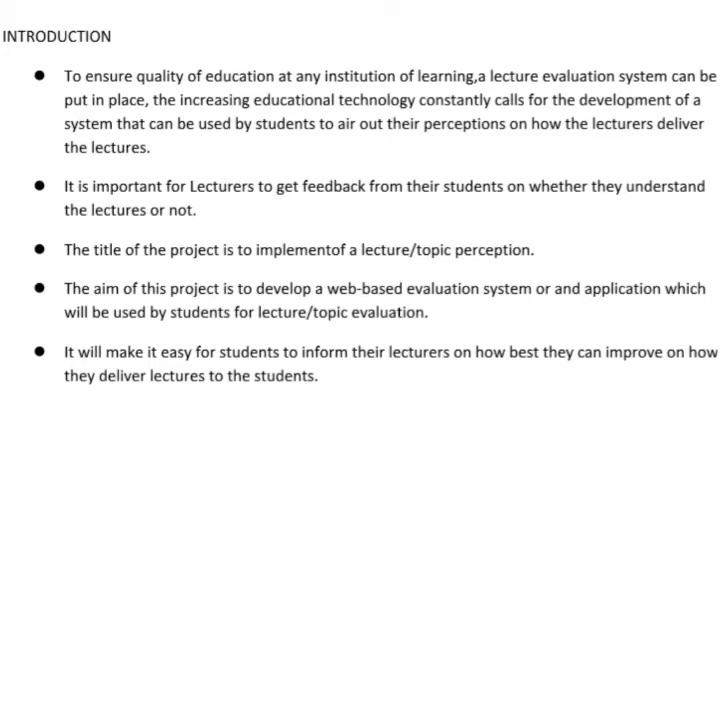 INTRODUCTION
● To ensure quality of education at any institution of learning,a lecture evaluation system can be
put in place, the increasing educational technology constantly calls for the development of a
system that can be used by students to air out their perceptions on how the lecturers deliver
the lectures.
● It is important for Lecturers to get feedback from their students on whether they understand
the lectures or not.
● The title of the project is to implementof a lecture/topic perception.
● The aim of this project is to develop a web-based evaluation system or and application which
will be used by students for lecture/topic evaluation.
● It will make it easy for students to inform their lecturers on how best they can improve on how
they deliver lectures to the students.